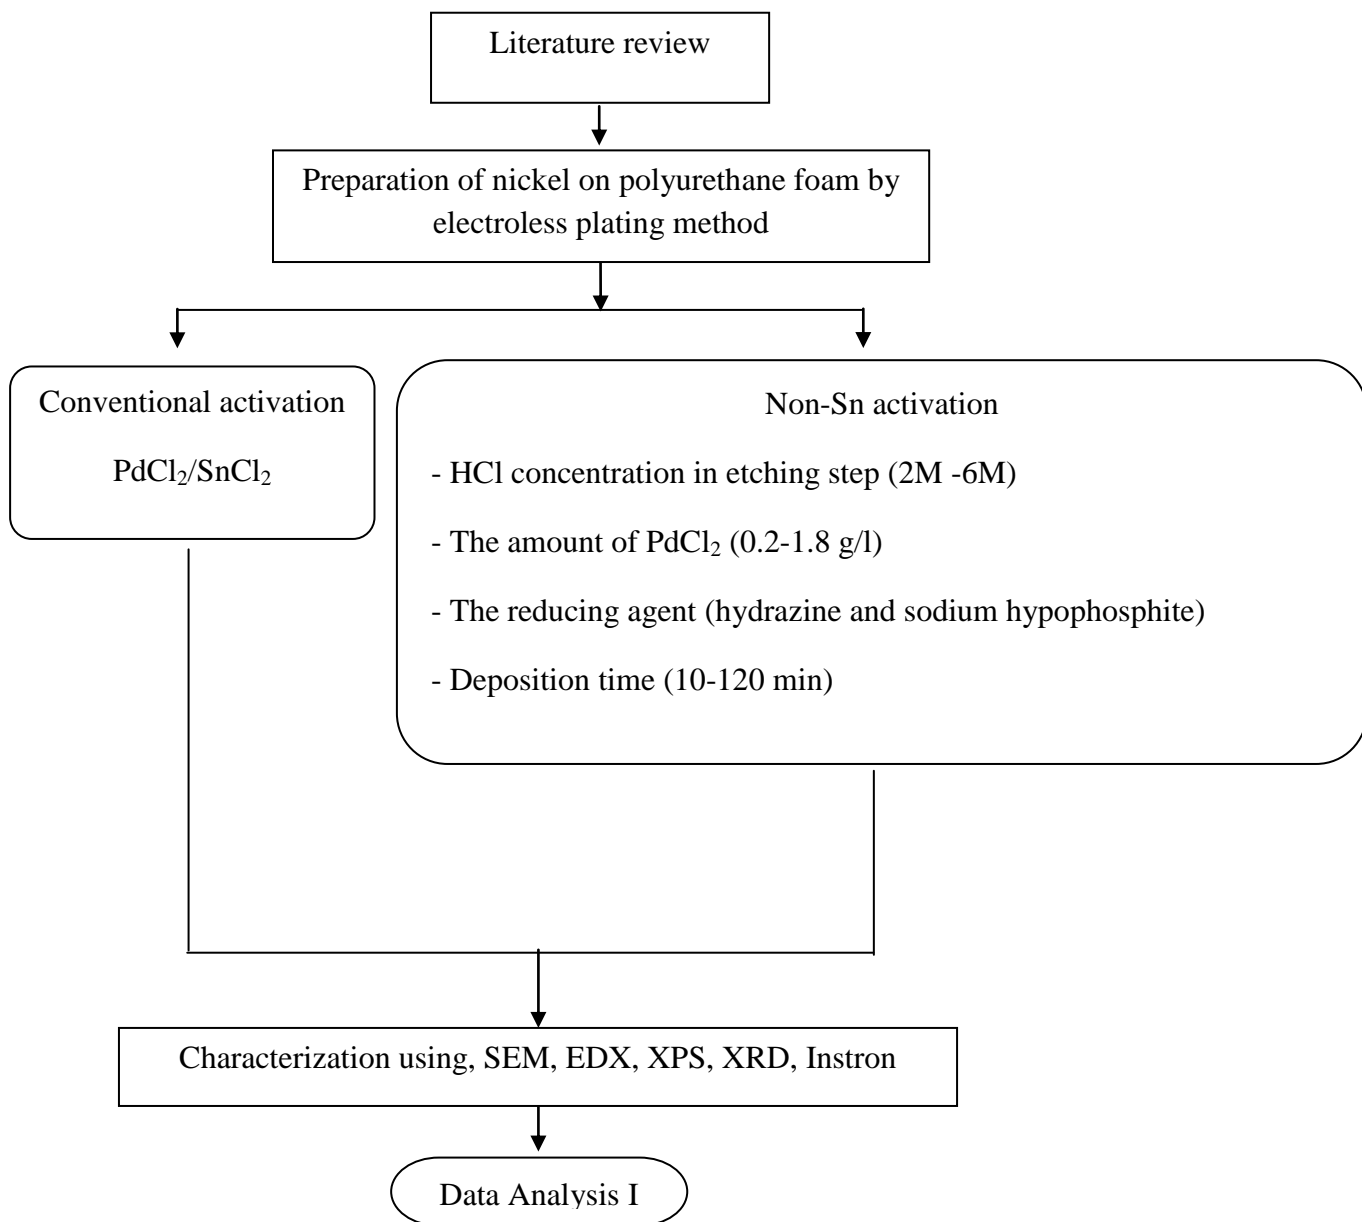 Literature review
Preparation of nickel on polyurethane foam by
electroless plating method
Conventional activation
PdCl₂/SnCl₂
Non-Sn activation
- HCl concentration in etching step (2M -6M)
- The amount of PdCl₂ (0.2-1.8 g/l)
- The reducing agent (hydrazine and sodium hypophosphite)
- Deposition time (10-120 min)
Characterization using, SEM, EDX, XPS, XRD, Instron
Data Analysis I